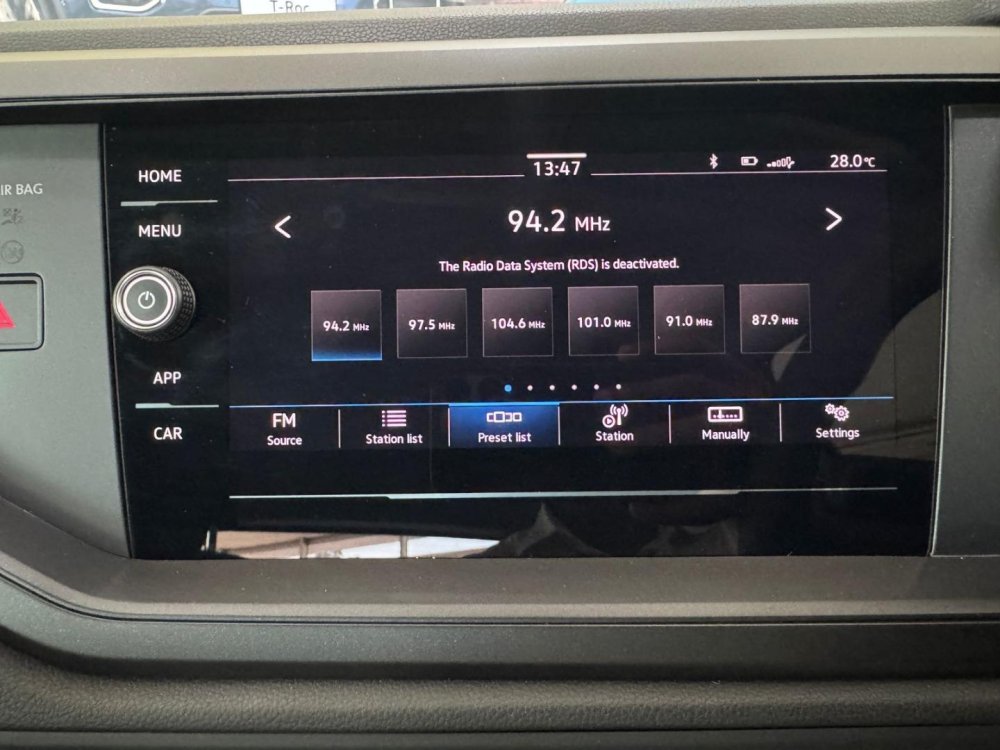 T-Roc
HOME
MENU
APP
CAR
IR BAG
13:47
28.0°C
94.2 MHz
The Radio Data System (RDS) is deactivated.
94.2 MHz
97.5 MHz
104.6 MHz
101.0 MHz
91.0 MHz
87.9 MHz
FM
Source
Station list
Preset list
Station
Manually
Settings